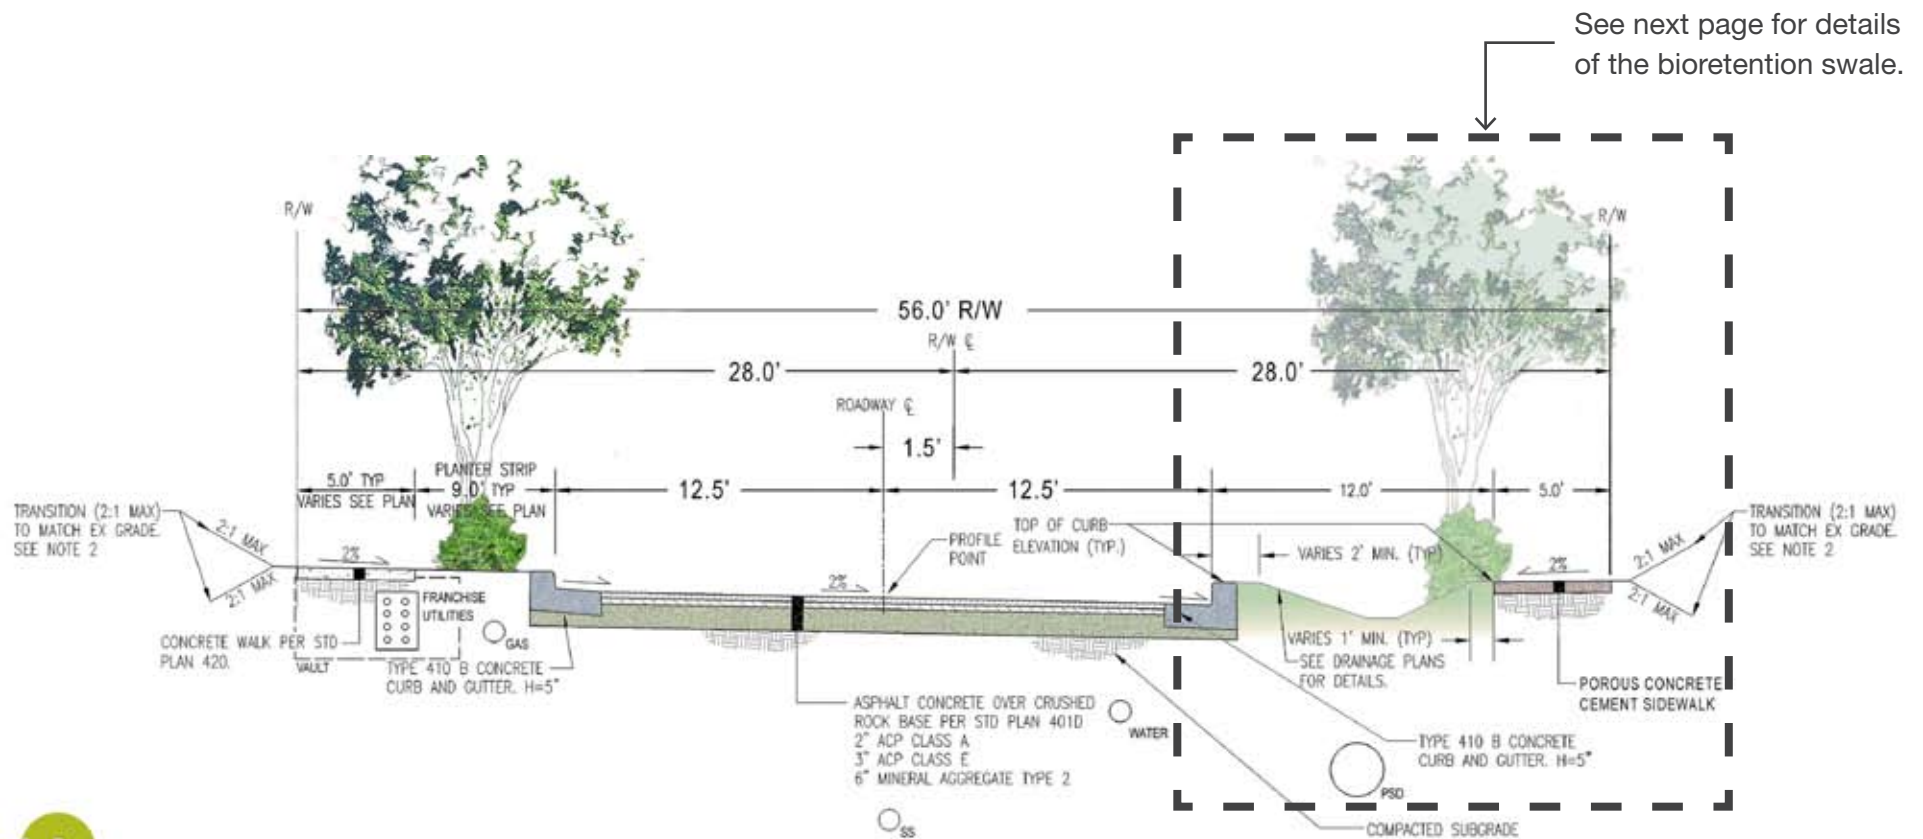 See next page for details
of the bioretention swale.
R/W
R/W
56.0' R/W
R/W ℄
28.0'
28.0'
ROADWAY ℄
1.5'
5.0' TYP
VARIES SEE PLAN
PLANTER STRIP
9.0' TYP
VARIES SEE PLAN
12.5'
12.5'
12.0'
5.0'
TRANSITION (2:1 MAX)
TO MATCH EX GRADE.
SEE NOTE 2
2:1 MAX
2:1 MAX
2%
PROFILE
POINT
TOP OF CURB
ELEVATION (TYP.)
VARIES 2' MIN. (TYP)
2%
2%
TRANSITION (2:1 MAX)
TO MATCH EX GRADE.
SEE NOTE 2
2:1 MAX
2:1 MAX
FRANCHISE
UTILITIES
GAS
VAULT
CONCRETE WALK PER STD
PLAN 420.
TYPE 410 B CONCRETE
CURB AND GUTTER. H=5"
VARIES 1' MIN. (TYP)
SEE DRAINAGE PLANS
FOR DETAILS.
POROUS CONCRETE
CEMENT SIDEWALK
ASPHALT CONCRETE OVER CRUSHED
ROCK BASE PER STD PLAN 401D
2" ACP CLASS A
3" ACP CLASS E
6" MINERAL AGGREGATE TYPE 2
WATER
TYPE 410 B CONCRETE
CURB AND GUTTER. H=5"
PSD
SS
COMPACTED SUBGRADE